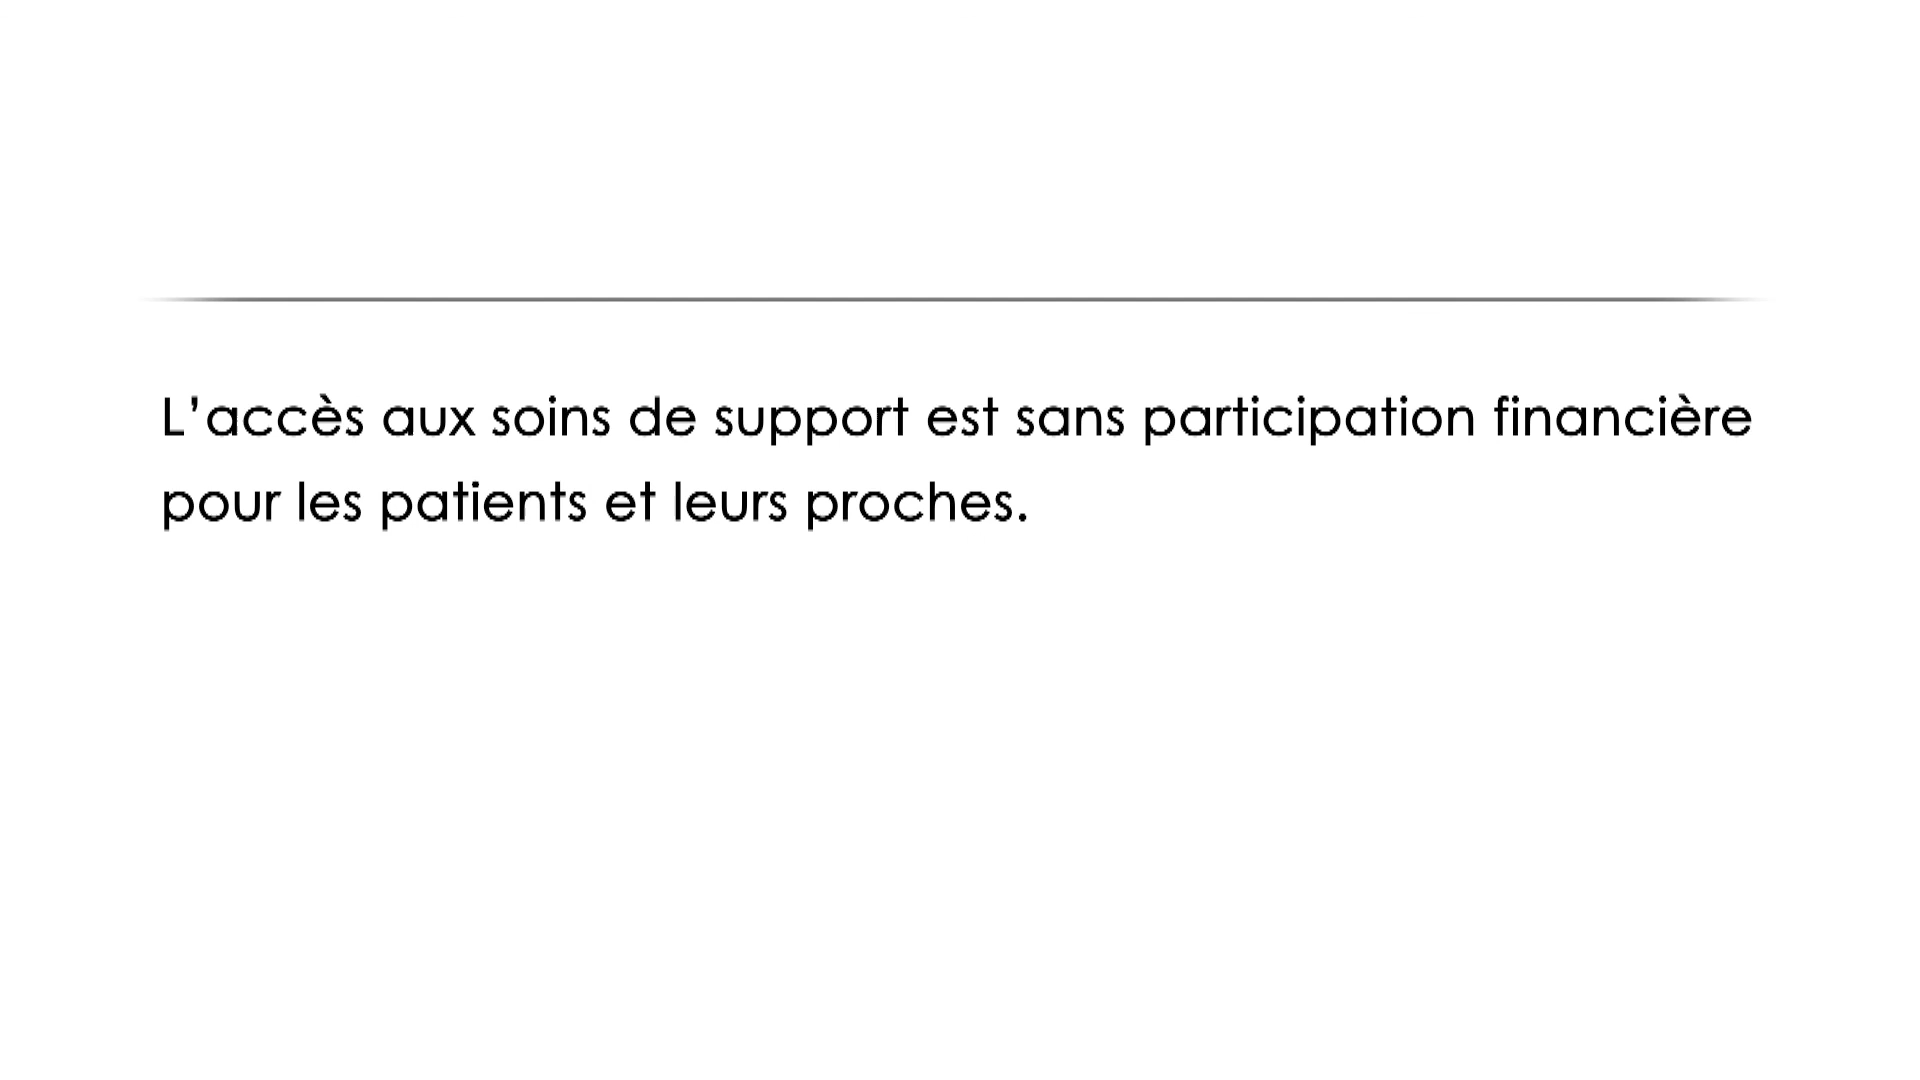 L’accès aux soins de support est sans participation financière
pour les patients et leurs proches.